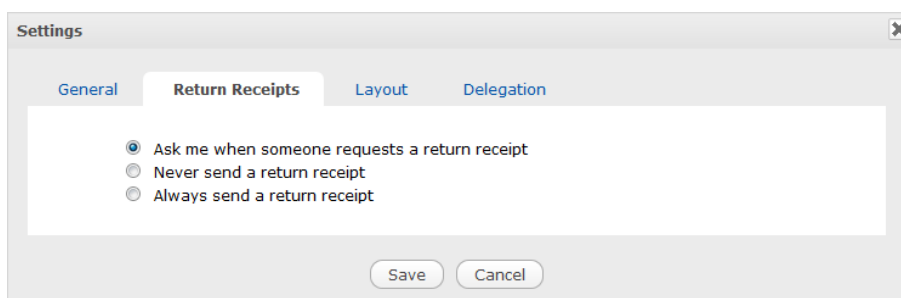 Settings
General Return Receipts Layout Delegation
Ask me when someone requests a return receipt
Never send a return receipt
Always send a return receipt
Save Cancel